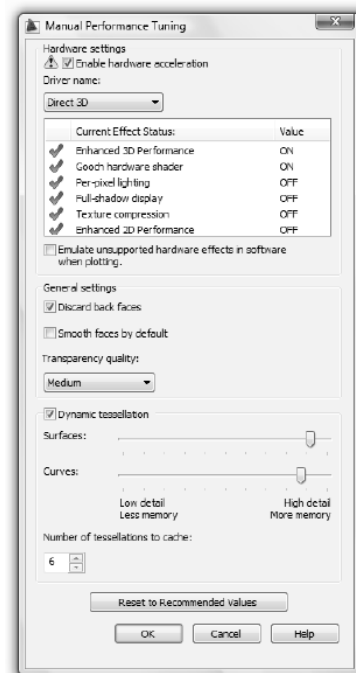 Manual Performance Tuning
Hardware settings
Enable hardware acceleration
Driver name:
Direct 3D
Current Effect Status: Value
Enhanced 3D Performance ON
Gooch hardware shader ON
Per-pixel lighting OFF
Full-shadow display OFF
Texture compression OFF
Enhanced 2D Performance OFF
Emulate unsupported hardware effects in software
when plotting.
General settings
Discard back faces
Smooth faces by default
Transparency quality:
Medium
Dynamic tessellation
Surfaces:
Curves:
Low detail High detail
Less memory More memory
Number of tessellations to cache:
6
Reset to Recommended Values
OK Cancel Help